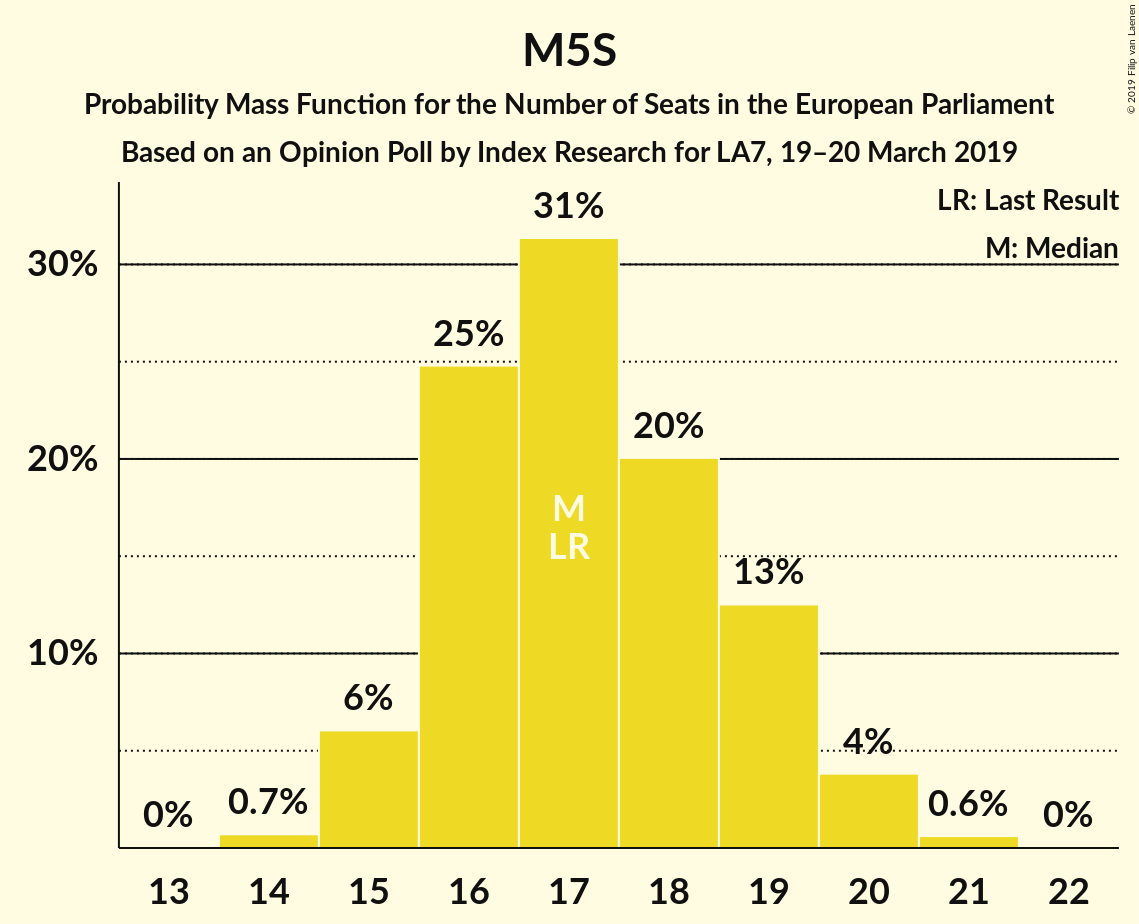 M5S
Probability Mass Function for the Number of Seats in the European Parliament
Based on an Opinion Poll by Index Research for LA7, 19–20 March 2019
© 2019 Filip van Laenen
LR: Last Result
M: Median
30%
20%
10%
0%
0.7%
6%
25%
31%
20%
13%
4%
0.6%
0%
M
LR
13
14
15
16
17
18
19
20
21
22